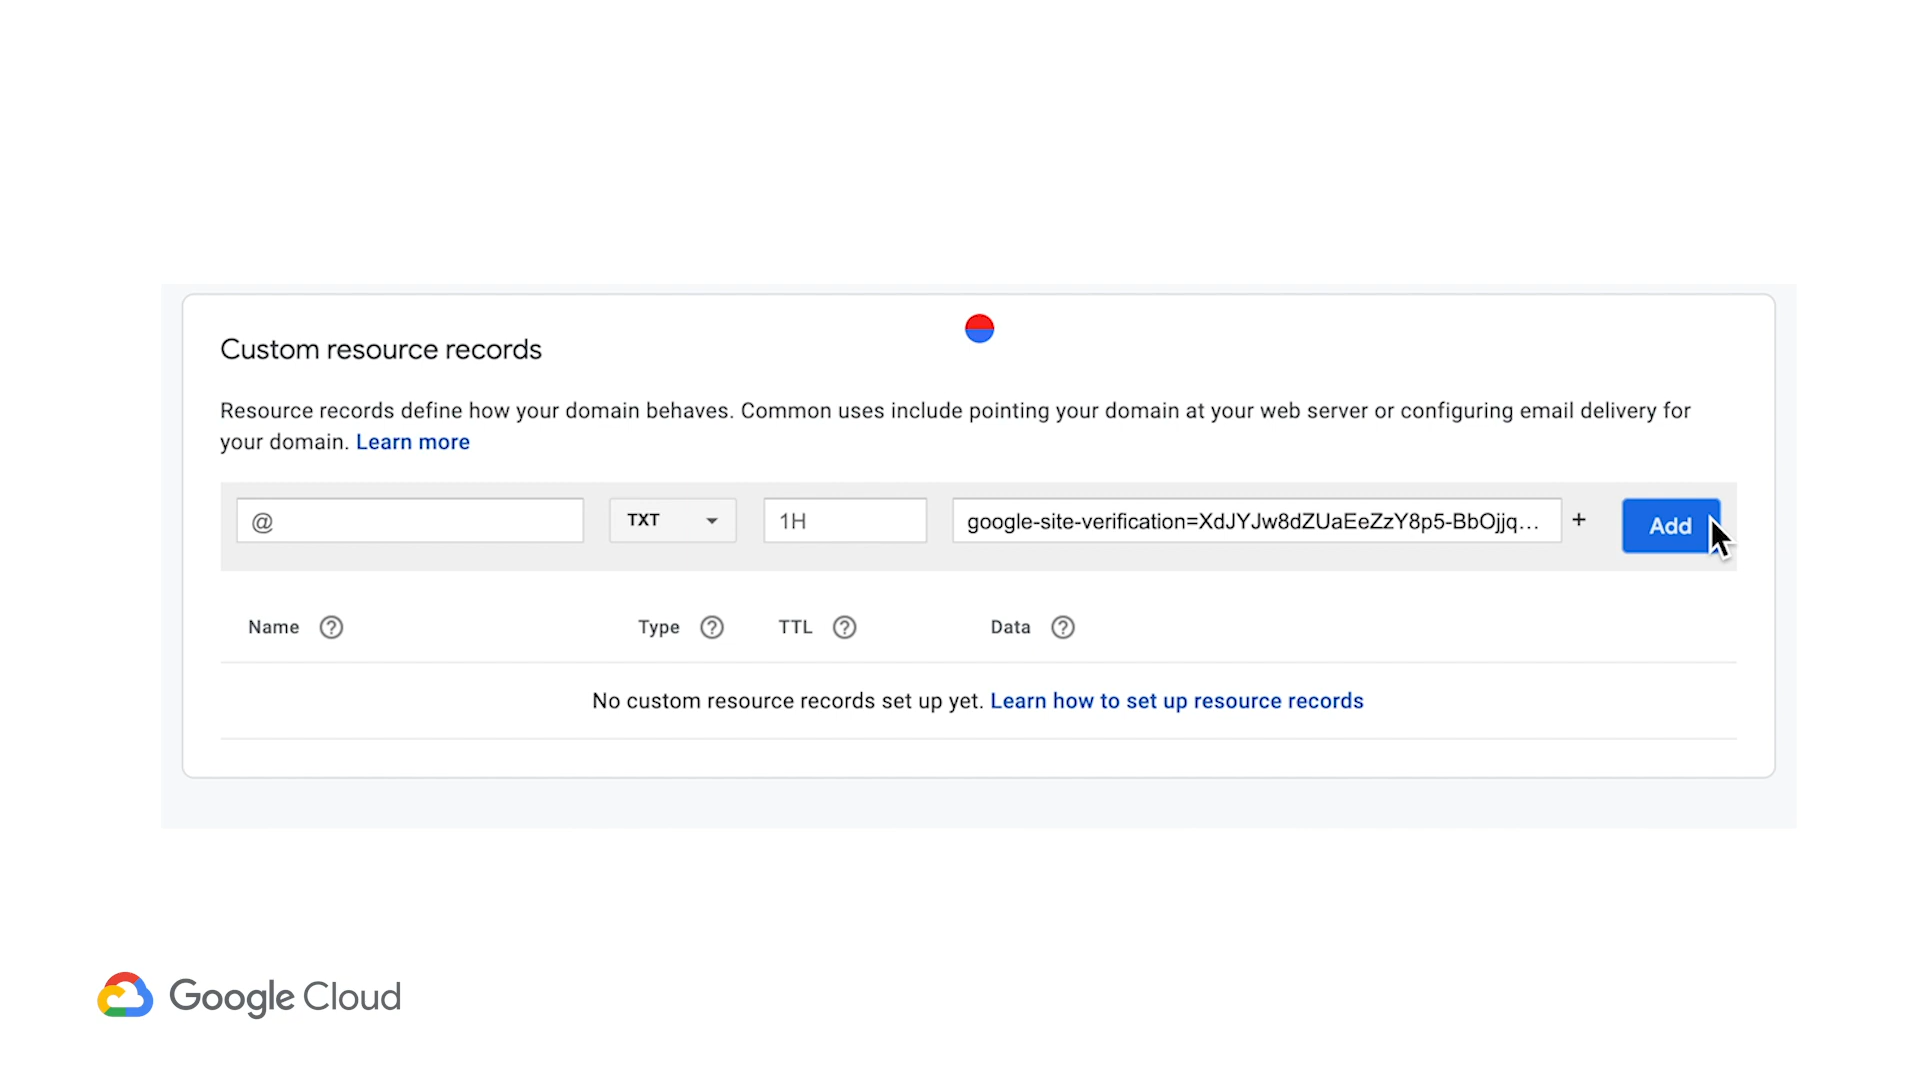 Custom resource records
Resource records define how your domain behaves. Common uses include pointing your domain at your web server or configuring email delivery for
your domain. Learn more
@ TXT 1H google-site-verification=XdJYJw8dZUaEeZzY8p5-BbOjjq... + Add
Name ? Type ? TTL ? Data ?
No custom resource records set up yet. Learn how to set up resource records
Google Cloud